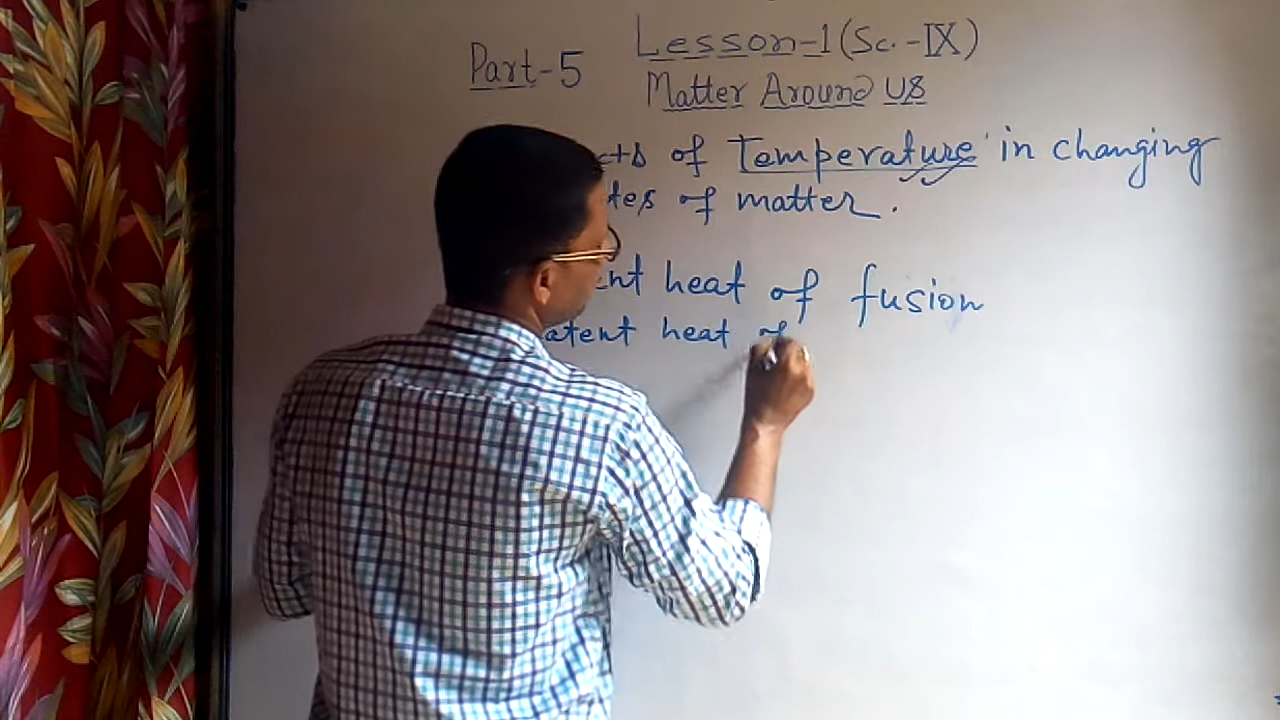 Part-5
Lesson-1 (Sc.-IX)
Matter Around us
of Temperature in changing
of matter.
heat of fusion
heat of